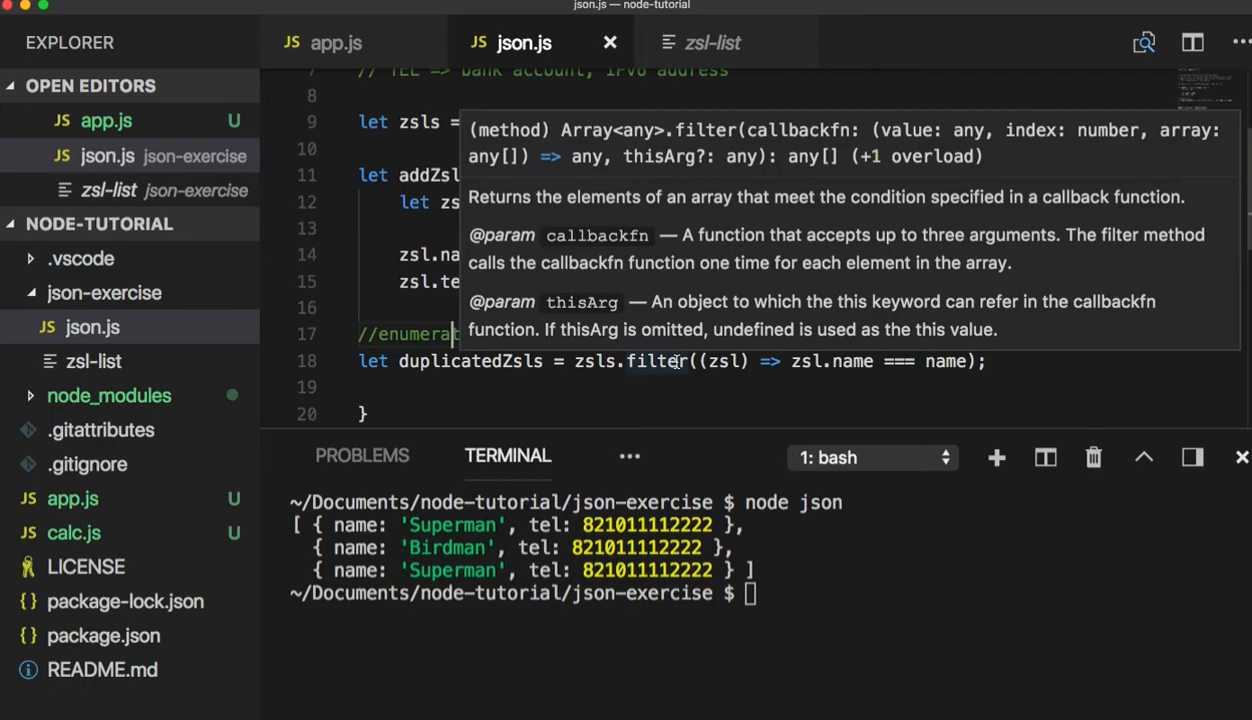 json.js — node-tutorial
EXPLORER
JS app.js
JS json.js
zsl-list
OPEN EDITORS
JS app.js U
JS json.js json-exercise
zsl-list json-exercise
NODE-TUTORIAL
.vscode
json-exercise
JS json.js
zsl-list
node_modules
.gitattributes
.gitignore
JS app.js U
JS calc.js U
LICENSE
{} package-lock.json
{} package.json
README.md
7 // TEL => bank account, IPv6 address
8
9 let zsls =
10
11 let addZsl
12 let zs
13
14 zsl.na
15 zsl.te
16
17 //enumerat
18 let duplicatedZsls = zsls.filter((zsl) => zsl.name === name);
19
20 }
(method) Array<any>.filter(callbackfn: (value: any, index: number, array:
any[]) => any, thisArg?: any): any[] (+1 overload)
Returns the elements of an array that meet the condition specified in a callback function.
@param callbackfn — A function that accepts up to three arguments. The filter method
calls the callbackfn function one time for each element in the array.
@param thisArg — An object to which the this keyword can refer in the callbackfn
function. If thisArg is omitted, undefined is used as the this value.
PROBLEMS TERMINAL ••• 1: bash
~/Documents/node-tutorial/json-exercise $ node json
[ { name: 'Superman', tel: 821011112222 },
{ name: 'Birdman', tel: 821011112222 },
{ name: 'Superman', tel: 821011112222 } ]
~/Documents/node-tutorial/json-exercise $